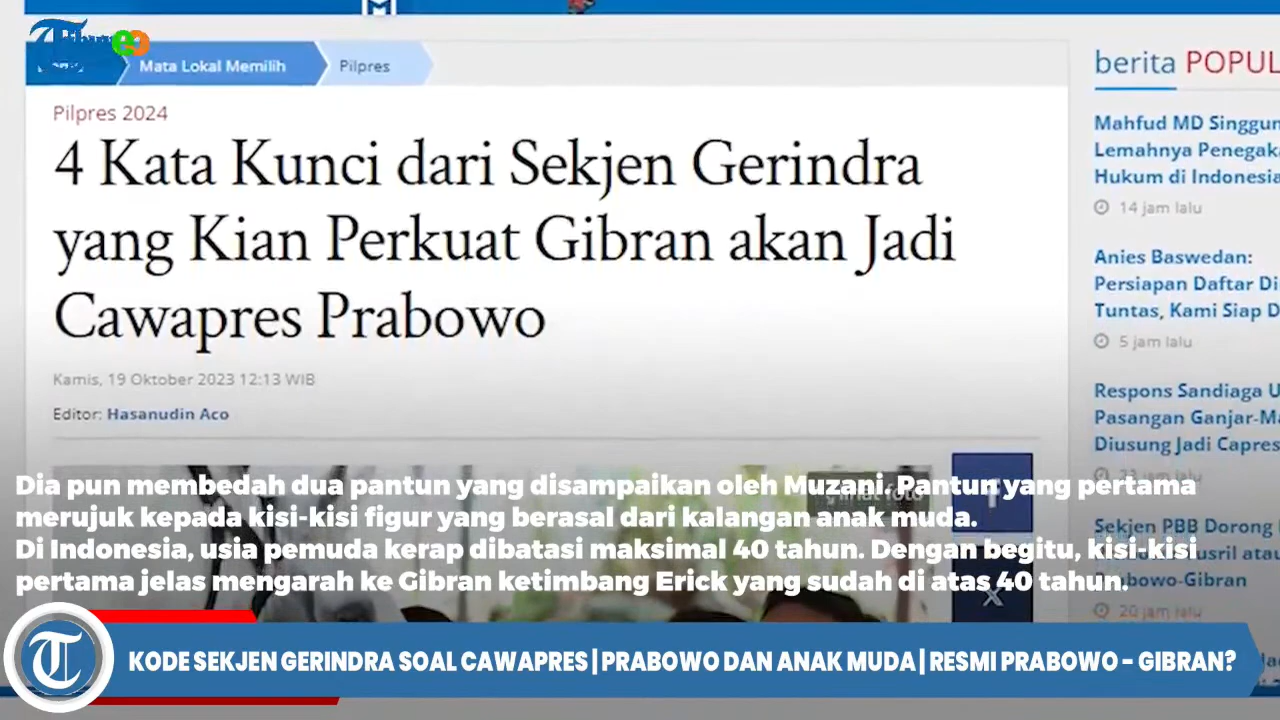 Mata Lokal Memilih
Pilpres
Pilpres 2024
4 Kata Kunci dari Sekjen Gerindra
yang Kian Perkuat Gibran akan Jadi
Cawapres Prabowo
Kamis, 19 Oktober 2023 12:13 WIB
Editor: Hasanudin Aco
berita POPUL
Mahfud MD Singgun
Lemahnya Penegak
Hukum di Indonesia
14 jam lalu
Anies Baswedan:
Persiapan Daftar Di
Tuntas, Kami Siap D
5 jam lalu
Respons Sandiaga U
Pasangan Ganjar-Ma
Diusung Jadi Capres
jam lalu
Sekjen PBB Dorong
atau
Prabowo-Gibran
20 jam lalu
Dia pun membedah dua pantun yang disampaikan oleh Muzani. Pantun yang pertama
merujuk kepada kisi-kisi figur yang berasal dari kalangan anak muda.
Di Indonesia, usia pemuda kerap dibatasi maksimal 40 tahun. Dengan begitu, kisi-kisi
pertama jelas mengarah ke Gibran ketimbang Erick yang sudah di atas 40 tahun.
KODE SEKJEN GERINDRA SOAL CAWAPRES | PRABOWO DAN ANAK MUDA | RESMI PRABOWO - GIBRAN?